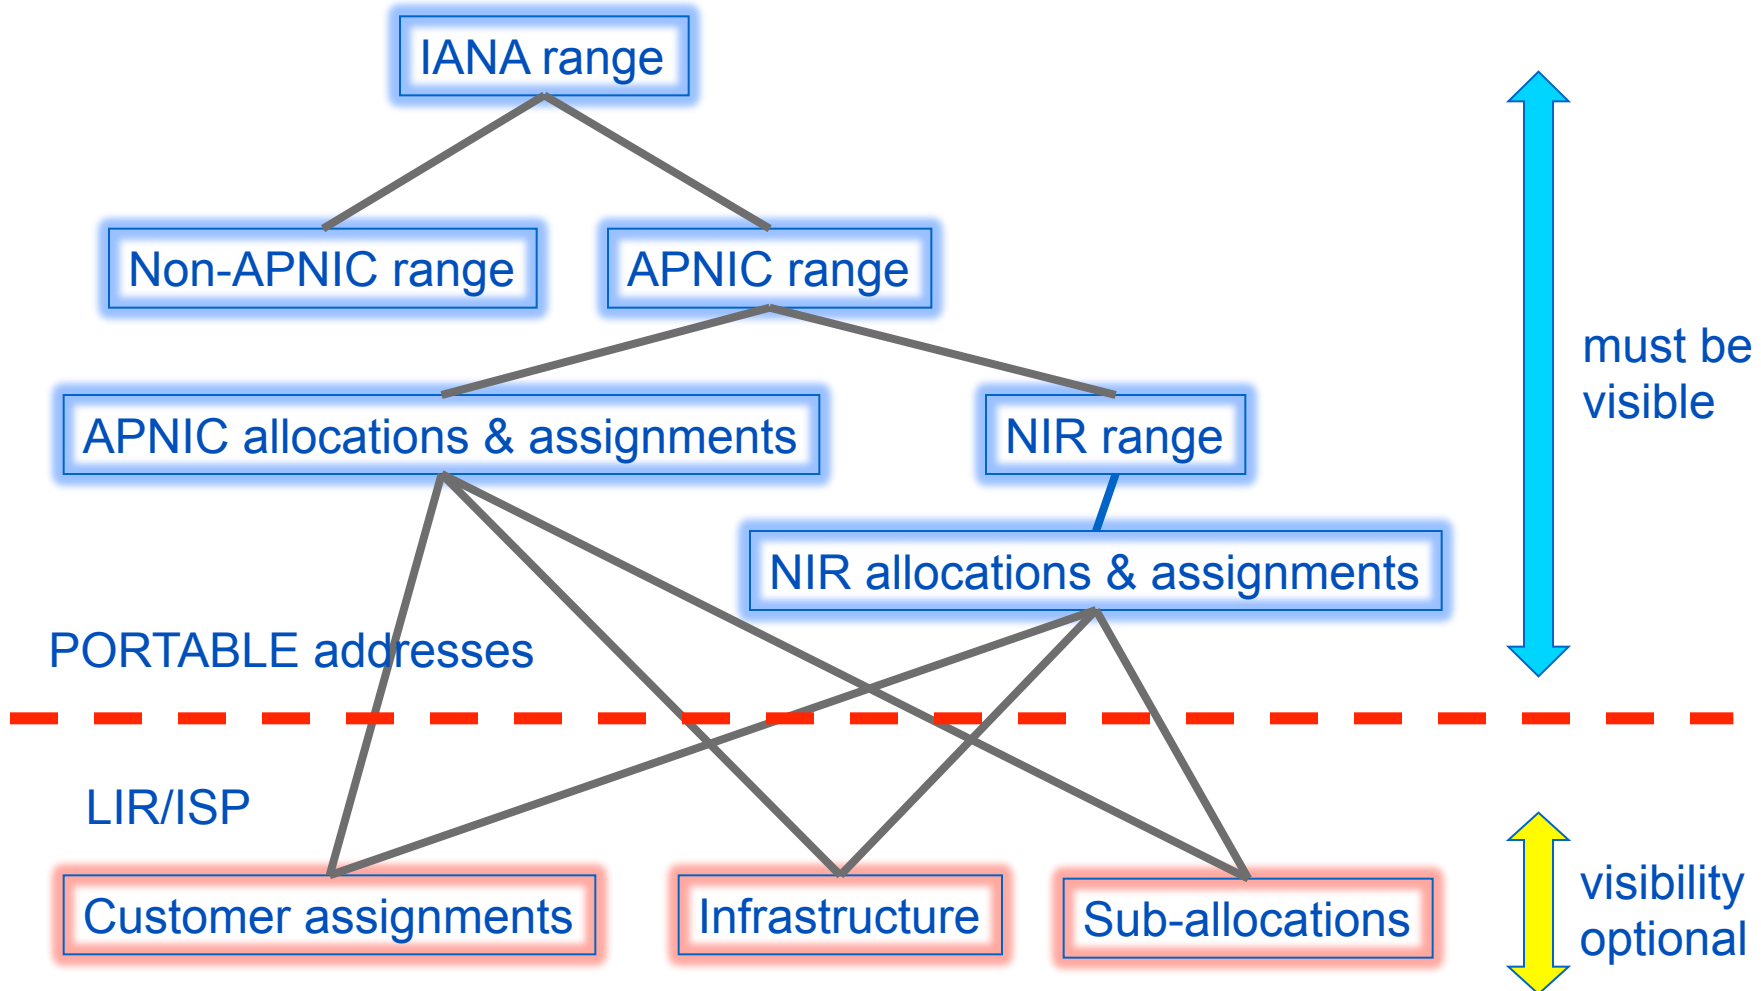 IANA range
Non-APNIC range
APNIC range
must be
visible
APNIC allocations & assignments
NIR range
NIR allocations & assignments
PORTABLE addresses
LIR/ISP
Customer assignments
Infrastructure
Sub-allocations
visibility
optional